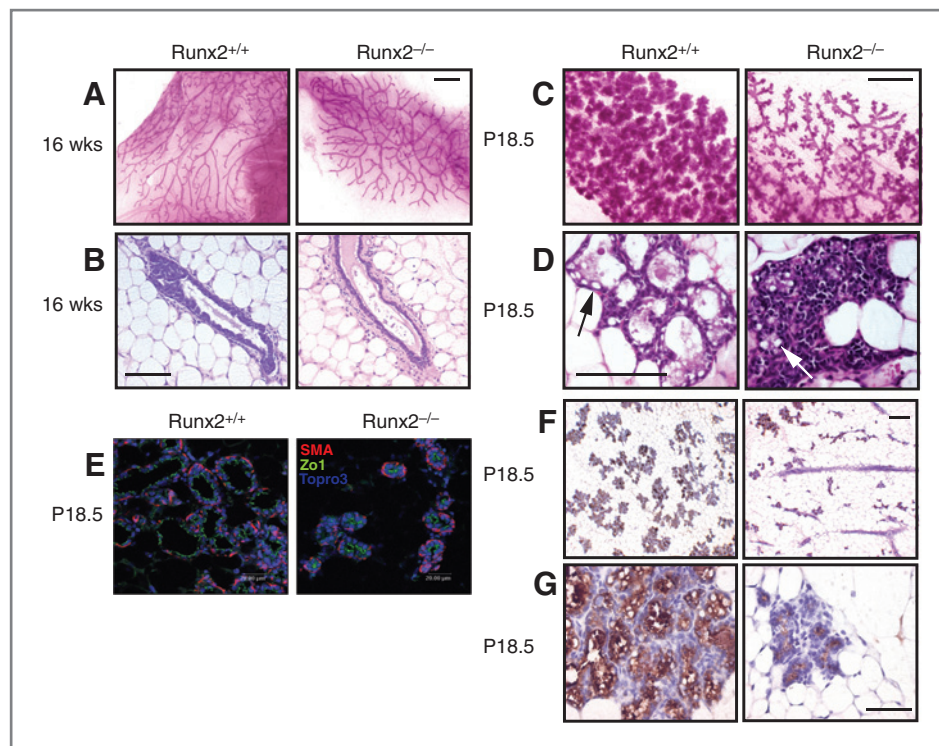 Runx2+/+ Runx2–/–
A
16 wks
B
16 wks
Runx2+/+ Runx2–/–
E
P18.5
SMA
Zo1
Topro3
Runx2+/+ Runx2–/–
C
P18.5
D
P18.5
F
P18.5
G
P18.5